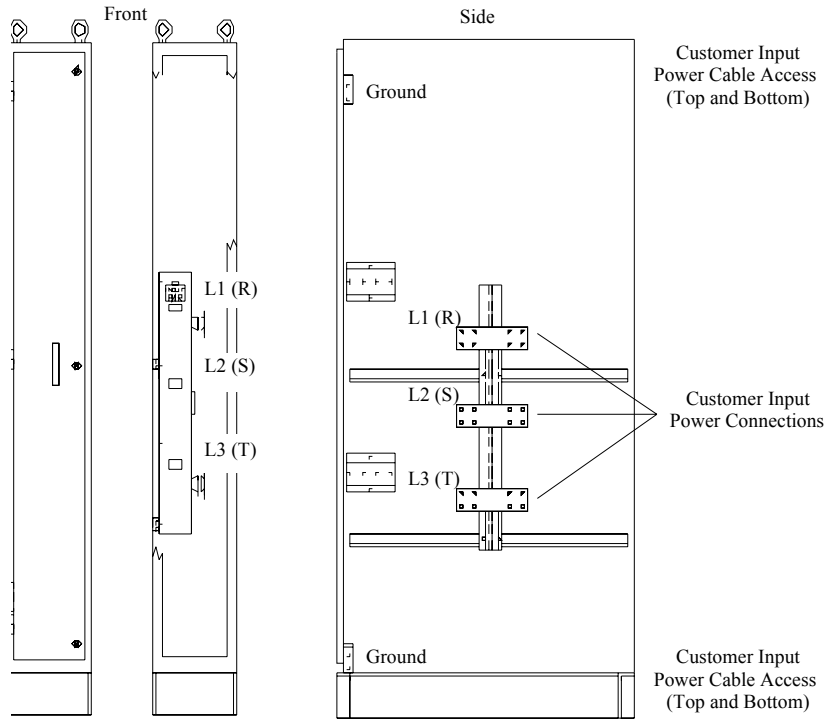 Front
Side
Customer Input
Power Cable Access
(Top and Bottom)
Ground
L1 (R)
L2 (S)
L3 (T)
L1 (R)
L2 (S)
L3 (T)
Customer Input
Power Connections
Ground
Customer Input
Power Cable Access
(Top and Bottom)